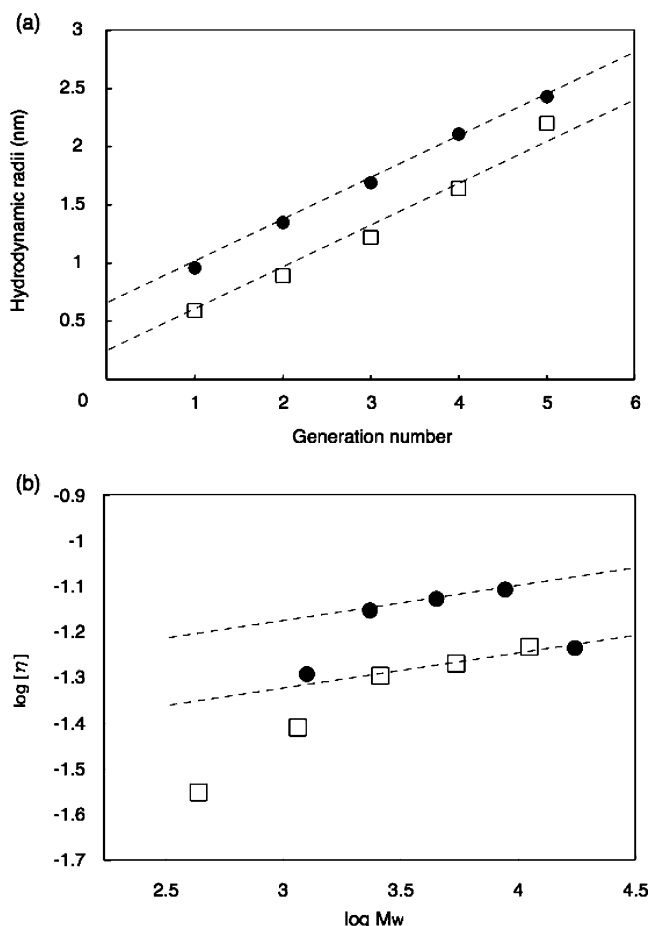 (a)
3
2.5
2
1.5
1
0.5
0
Hydrodynamic radii (nm)
1 2 3 4 5 6
Generation number
(b)
-0.9
-1
-1.1
-1.2
-1.3
-1.4
-1.5
-1.6
-1.7
log [η]
2.5 3 3.5 4 4.5
log Mw